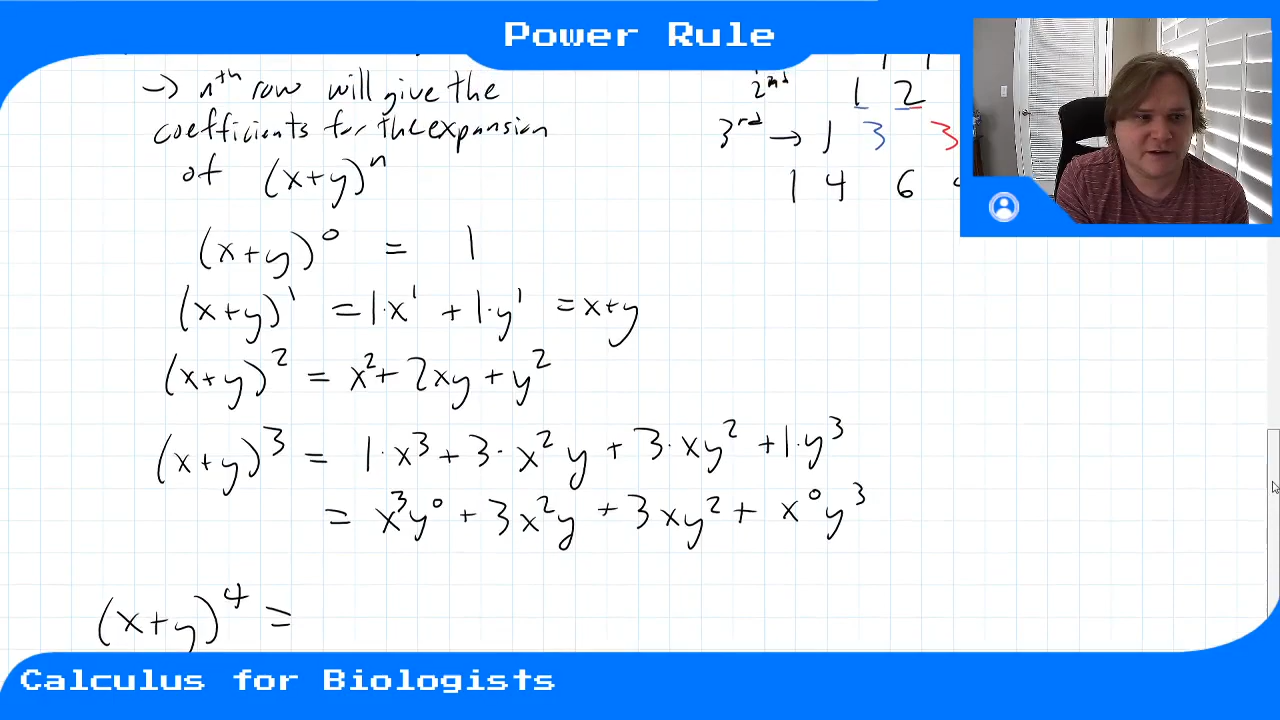 Power Rule
→ nth row will give the
coefficients for the expansion
of (x+y)^n
2nd 1 2
3rd → 1 3 3
1 4 6
(x+y)^0 = 1
(x+y)^1 = 1·x^1 + 1·y^1 = x+y
(x+y)^2 = x^2 + 2xy + y^2
(x+y)^3 = 1·x^3 + 3·x^2y + 3·xy^2 + 1·y^3
= x^3y^0 + 3x^2y + 3xy^2 + x^0y^3
(x+y)^4 =
Calculus for Biologists